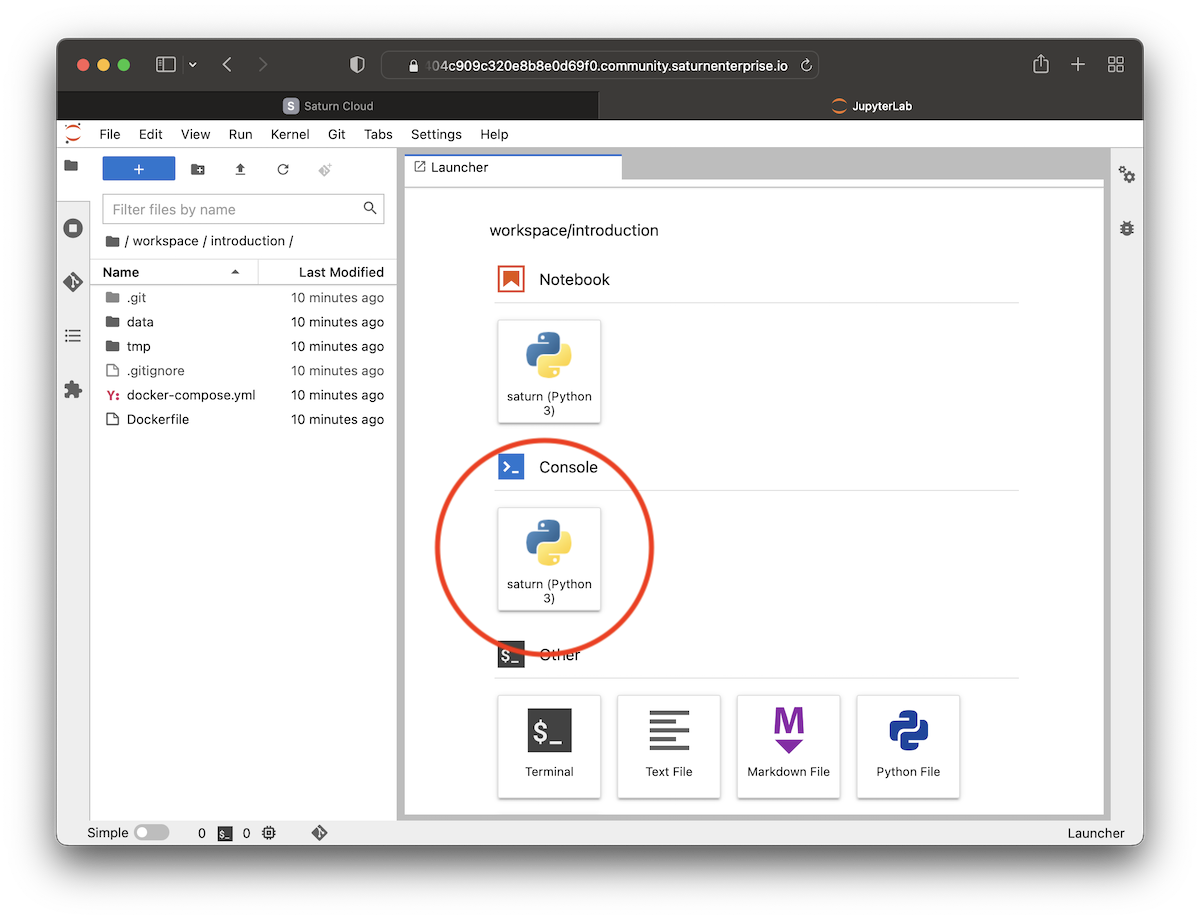 404c909c320e8b8e0d69f0.community.saturnenterprise.io
S Saturn Cloud
JupyterLab
File Edit View Run Kernel Git Tabs Settings Help
+
Filter files by name
/ workspace / introduction /
Name Last Modified
.git 10 minutes ago
data 10 minutes ago
tmp 10 minutes ago
.gitignore 10 minutes ago
Y: docker-compose.yml 10 minutes ago
Dockerfile 10 minutes ago
Launcher
workspace/introduction
Notebook
saturn (Python
3)
>_ Console
saturn (Python
3)
$_ Other
$_
Terminal
Text File
M
Markdown File
Python File
Simple 0 $_ 0
Launcher